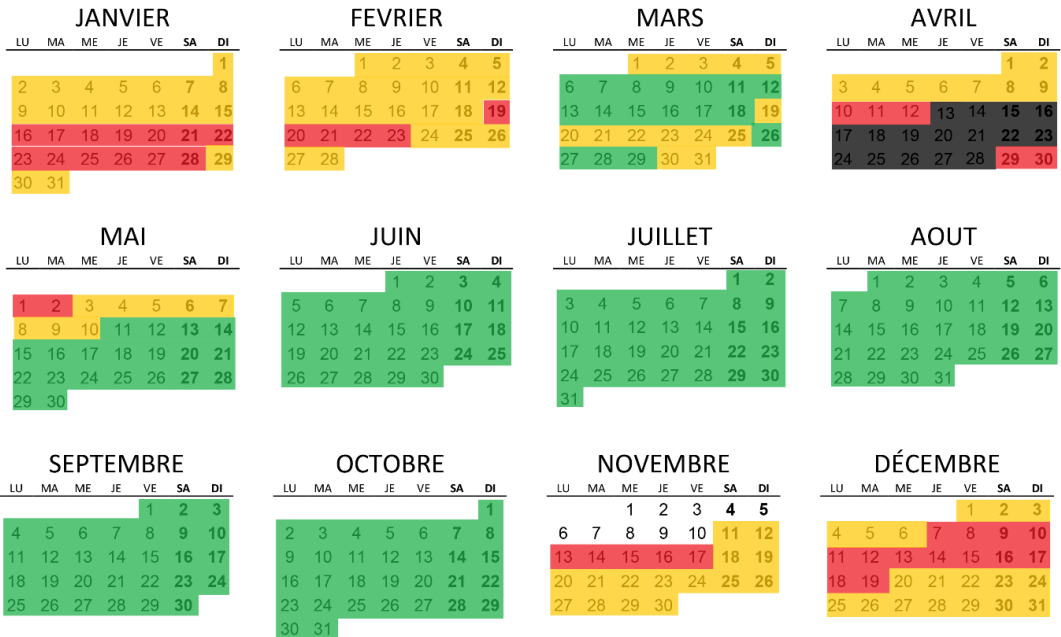 JANVIER FEVRIER MARS AVRIL
LU MA ME JE VE SA DI LU MA ME JE VE SA DI LU MA ME JE VE SA DI LU MA ME JE VE SA DI
1 1 2 3 4 5 1 2 3 4 5 1 2
2 3 4 5 6 7 8 6 7 8 9 10 11 12 6 7 8 9 10 11 12 3 4 5 6 7 8 9
9 10 11 12 13 14 15 13 14 15 16 17 18 19 13 14 15 16 17 18 19 10 11 12 13 14 15 16
16 17 18 19 20 21 22 20 21 22 23 24 25 26 20 21 22 23 24 25 26 17 18 19 20 21 22 23
23 24 25 26 27 28 29 27 28 27 28 29 30 31 24 25 26 27 28 29 30
30 31
MAI JUIN JUILLET AOUT
LU MA ME JE VE SA DI LU MA ME JE VE SA DI LU MA ME JE VE SA DI LU MA ME JE VE SA DI
1 2 3 4 1 2 1 2 3 4 5 6
1 2 3 4 5 6 7 5 6 7 8 9 10 11 3 4 5 6 7 8 9 7 8 9 10 11 12 13
8 9 10 11 12 13 14 12 13 14 15 16 17 18 10 11 12 13 14 15 16 14 15 16 17 18 19 20
15 16 17 18 19 20 21 19 20 21 22 23 24 25 17 18 19 20 21 22 23 21 22 23 24 25 26 27
22 23 24 25 26 27 28 26 27 28 29 30 24 25 26 27 28 29 30 28 29 30 31
29 30 31
SEPTEMBRE OCTOBRE NOVEMBRE DÉCEMBRE
LU MA ME JE VE SA DI LU MA ME JE VE SA DI LU MA ME JE VE SA DI LU MA ME JE VE SA DI
1 2 3 1 1 2 3 4 5 1 2 3
4 5 6 7 8 9 10 2 3 4 5 6 7 8 6 7 8 9 10 11 12 4 5 6 7 8 9 10
11 12 13 14 15 16 17 9 10 11 12 13 14 15 13 14 15 16 17 18 19 11 12 13 14 15 16 17
18 19 20 21 22 23 24 16 17 18 19 20 21 22 20 21 22 23 24 25 26 18 19 20 21 22 23 24
25 26 27 28 29 30 23 24 25 26 27 28 29 27 28 29 30 25 26 27 28 29 30 31
30 31